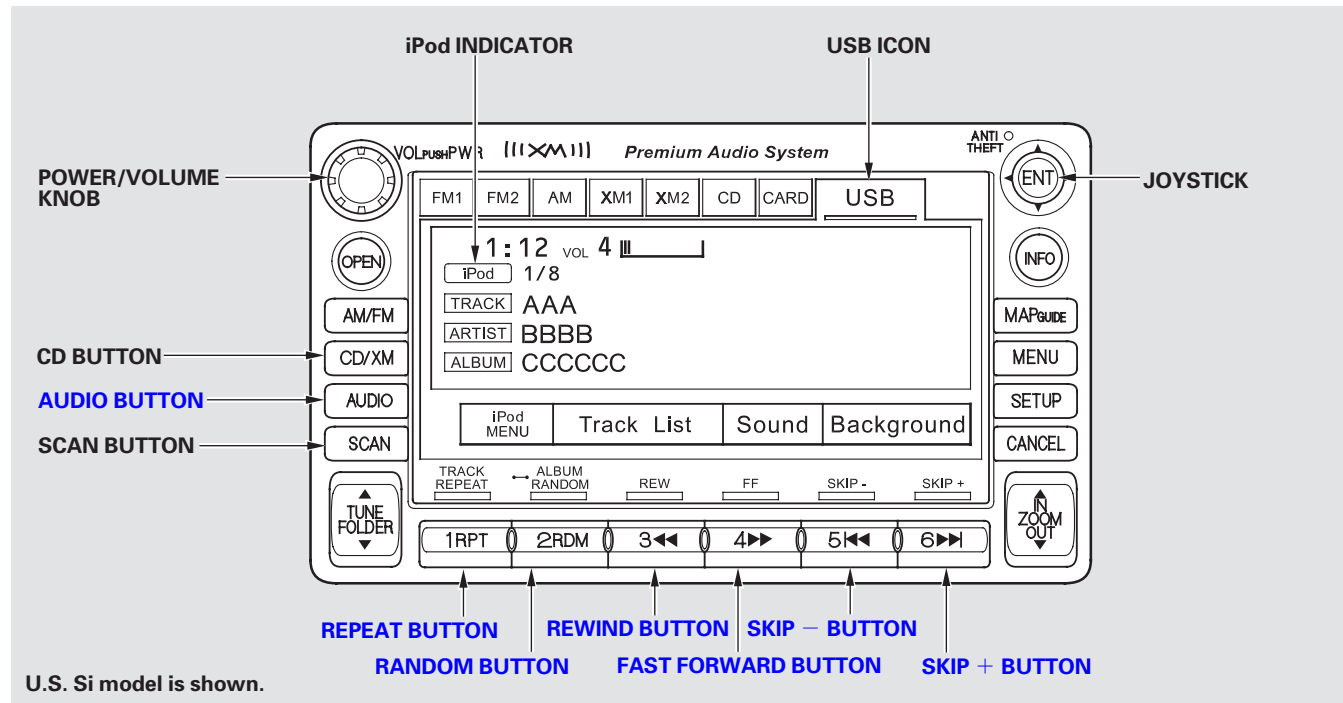 iPod INDICATOR
USB ICON
POWER/VOLUME
KNOB
VOL PUSH PWR
XM
Premium Audio System
ANTI
THEFT
ENT
JOYSTICK
FM1 FM2 AM XM1 XM2 CD CARD USB
OPEN
1:12 VOL 4
iPod 1/8
INFO
TRACK AAA
AM/FM
MAP GUIDE
ARTIST BBBB
CD BUTTON
CD/XM
ALBUM CCCCCC
MENU
AUDIO BUTTON
AUDIO
SETUP
iPod
MENU
Track List
Sound
Background
SCAN BUTTON
SCAN
CANCEL
TRACK
REPEAT
ALBUM
RANDOM
REW
FF
SKIP -
SKIP +
TUNE
FOLDER
IN
ZOOM
OUT
1RPT 2RDM 3 4 5 6
REPEAT BUTTON
REWIND BUTTON
SKIP − BUTTON
RANDOM BUTTON
FAST FORWARD BUTTON
SKIP + BUTTON
U.S. Si model is shown.